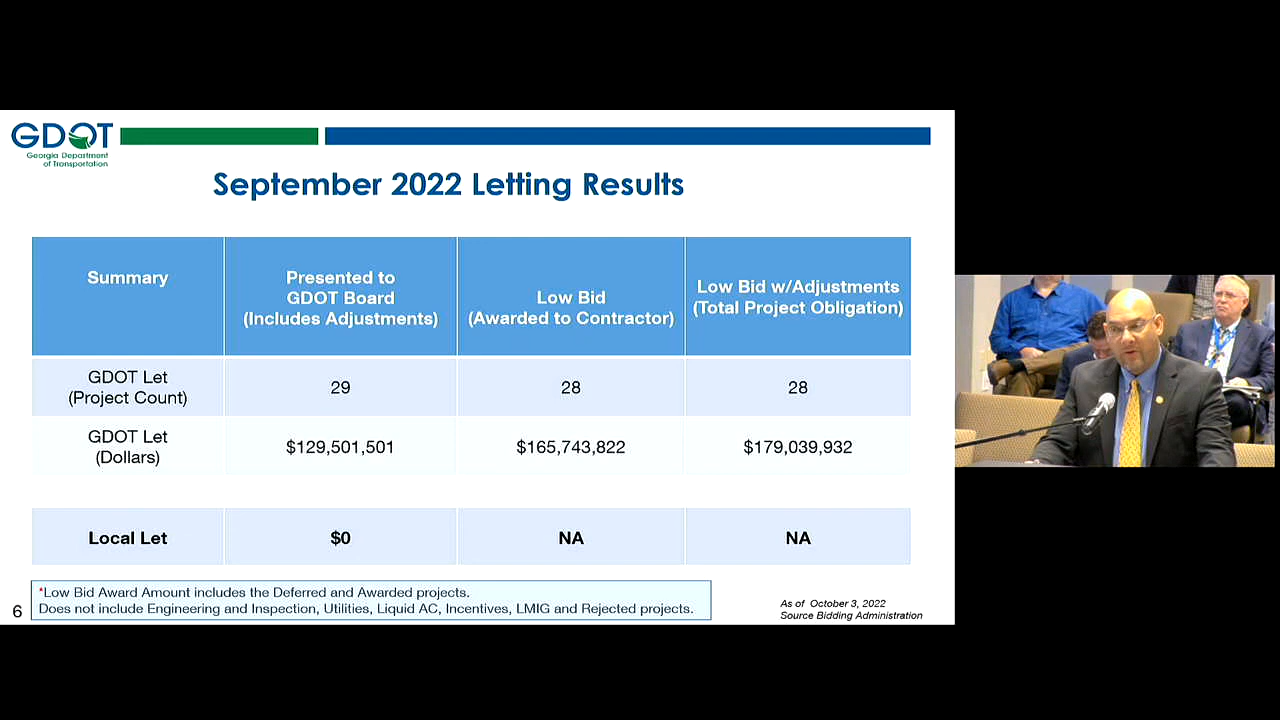 GDOT
Georgia Department
of Transportation
September 2022 Letting Results
Summary
Presented to
GDOT Board
(Includes Adjustments)
Low Bid
(Awarded to Contractor)
Low Bid w/Adjustments
(Total Project Obligation)
GDOT Let
(Project Count)
29
28
28
GDOT Let
(Dollars)
$129,501,501
$165,743,822
$179,039,932
Local Let
$0
NA
NA
*Low Bid Award Amount includes the Deferred and Awarded projects.
Does not include Engineering and Inspection, Utilities, Liquid AC, Incentives, LMIG and Rejected projects.
6
As of October 3, 2022
Source Bidding Administration